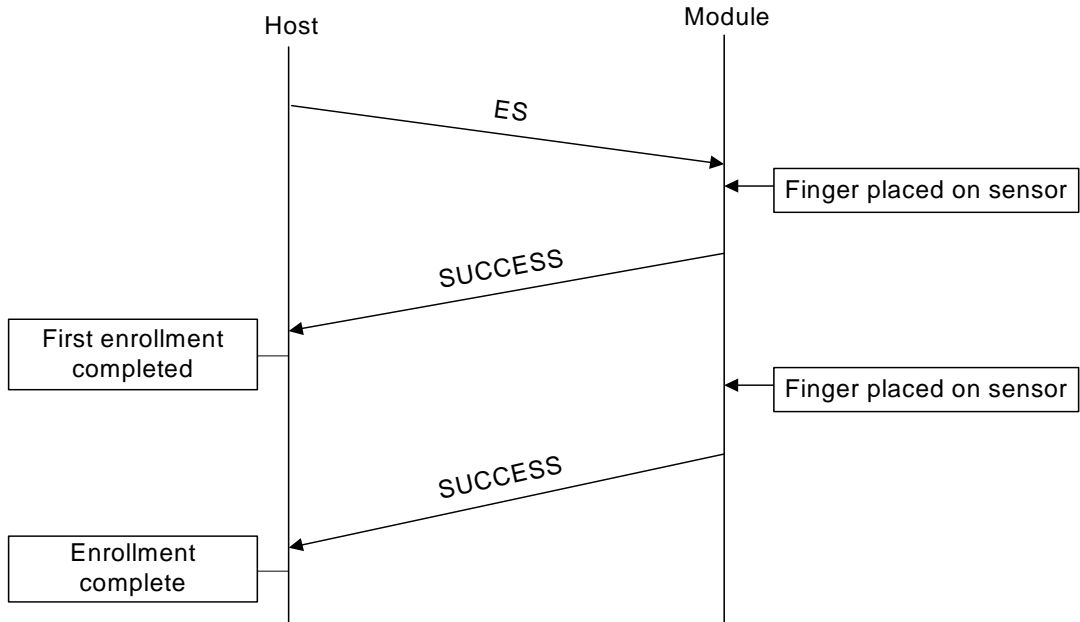 Host
Module
ES
Finger placed on sensor
SUCCESS
First enrollment
completed
Finger placed on sensor
SUCCESS
Enrollment
complete